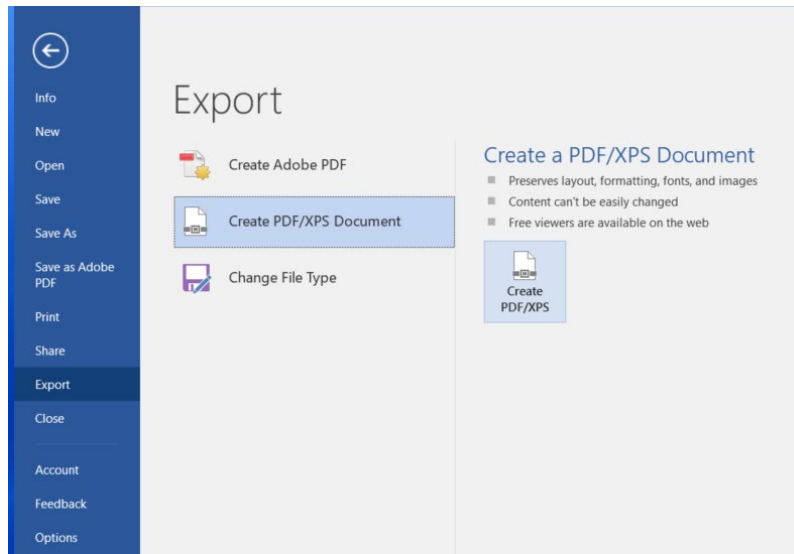 Info
New
Open
Save
Save As
Save as Adobe
PDF
Print
Share
Export
Close
Account
Feedback
Options
Export
Create Adobe PDF
Create PDF/XPS Document
Change File Type
Create a PDF/XPS Document
Preserves layout, formatting, fonts, and images
Content can't be easily changed
Free viewers are available on the web
Create
PDF/XPS